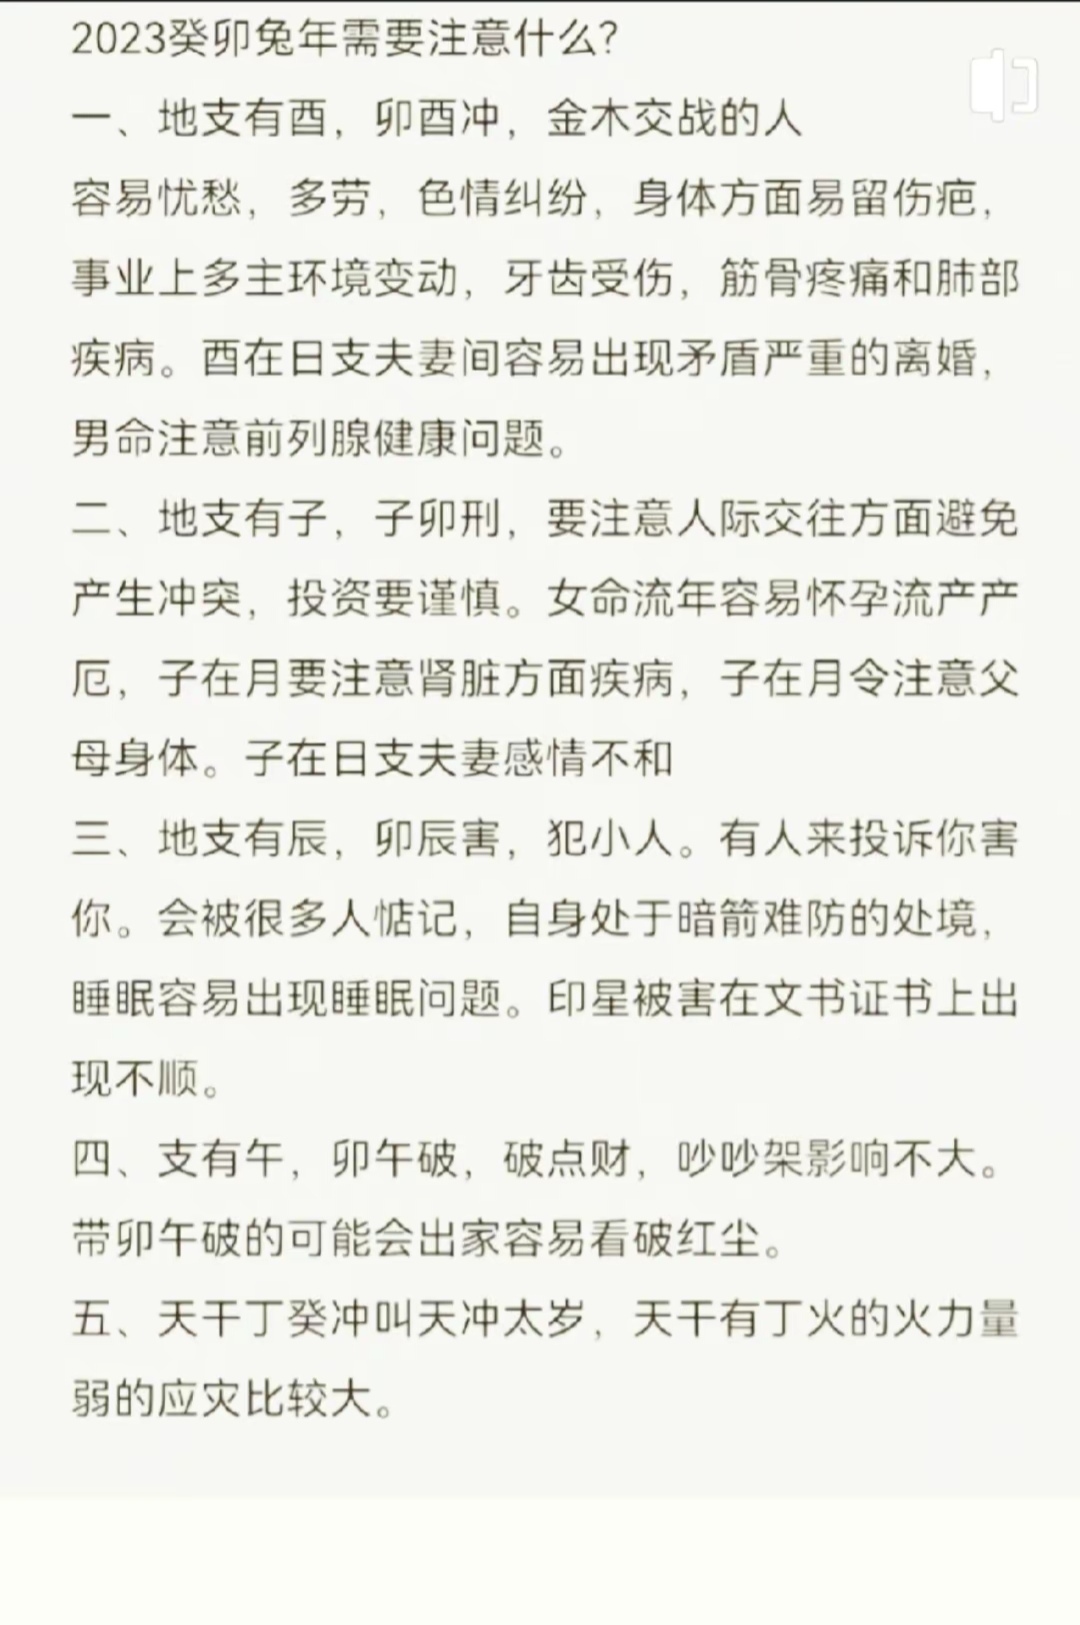 2023癸卯兔年需要注意什么?
一、地支有酉，卯酉冲，金木交战的人
容易忧愁，多劳，色情纠纷，身体方面易留伤疤，
事业上多主环境变动，牙齿受伤，筋骨疼痛和肺部
疾病。酉在日支夫妻间容易出现矛盾严重的离婚，
男命注意前列腺健康问题。
二、地支有子，子卯刑，要注意人际交往方面避免
产生冲突，投资要谨慎。女命流年容易怀孕流产产
厄，子在月要注意肾脏方面疾病，子在月令注意父
母身体。子在日支夫妻感情不和
三、地支有辰，卯辰害，犯小人。有人来投诉你害
你。会被很多人惦记，自身处于暗箭难防的处境，
睡眠容易出现睡眠问题。印星被害在文书证书上出
现不顺。
四、支有午，卯午破，破点财，吵吵架影响不大。
带卯午破的可能会出家容易看破红尘。
五、天干丁癸冲叫天冲太岁，天干有丁火的火力量
弱的应灾比较大。